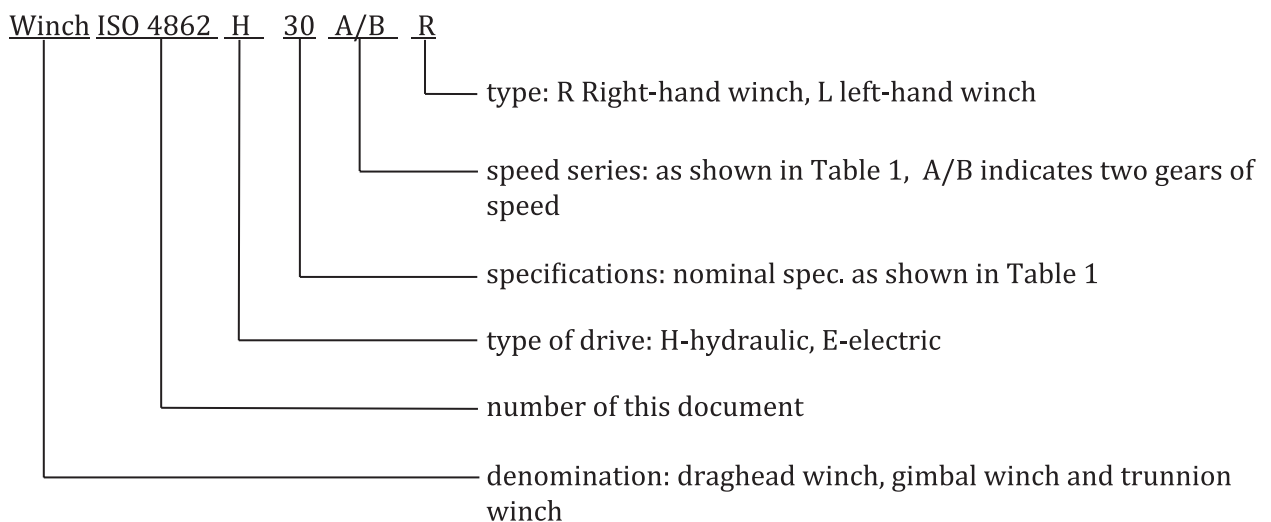 Winch ISO 4862 H 30 A/B R
type: R Right-hand winch, L left-hand winch
speed series: as shown in Table 1, A/B indicates two gears of
speed
specifications: nominal spec. as shown in Table 1
type of drive: H-hydraulic, E-electric
number of this document
denomination: draghead winch, gimbal winch and trunnion
winch